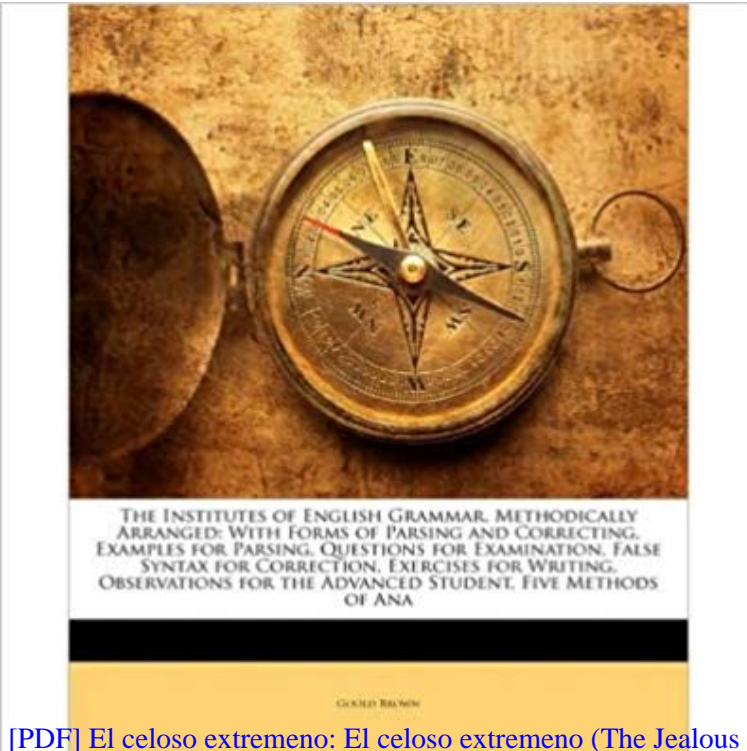 E
NE SE
N S
NW SW
W
THE INSTITUTES OF ENGLISH GRAMMAR, METHODICALLY
ARRANGED: WITH FORMS OF PARSING AND CORRECTING,
EXAMPLES FOR PARSING, QUESTIONS FOR EXAMINATION, FALSE
SYNTAX FOR CORRECTION, EXERCISES FOR WRITING,
OBSERVATIONS FOR THE ADVANCED STUDENT, FIVE METHODS
OF ANA
GOOLD BROWN
[PDF] El celoso extremeno: El celoso extremeno (The Jealous